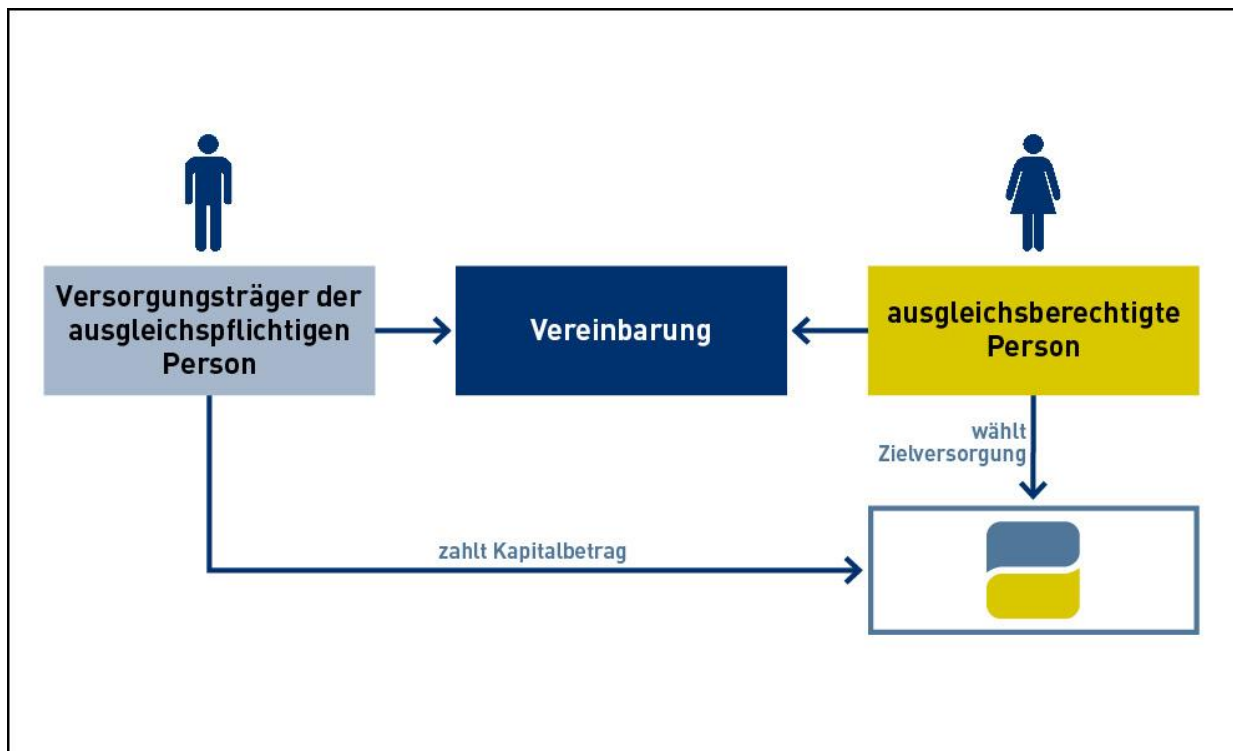 Versorgungsträger der
ausgleichspflichtigen
Person
Vereinbarung
ausgleichsberechtigte
Person
wählt
Zielversorgung
zahlt Kapitalbetrag